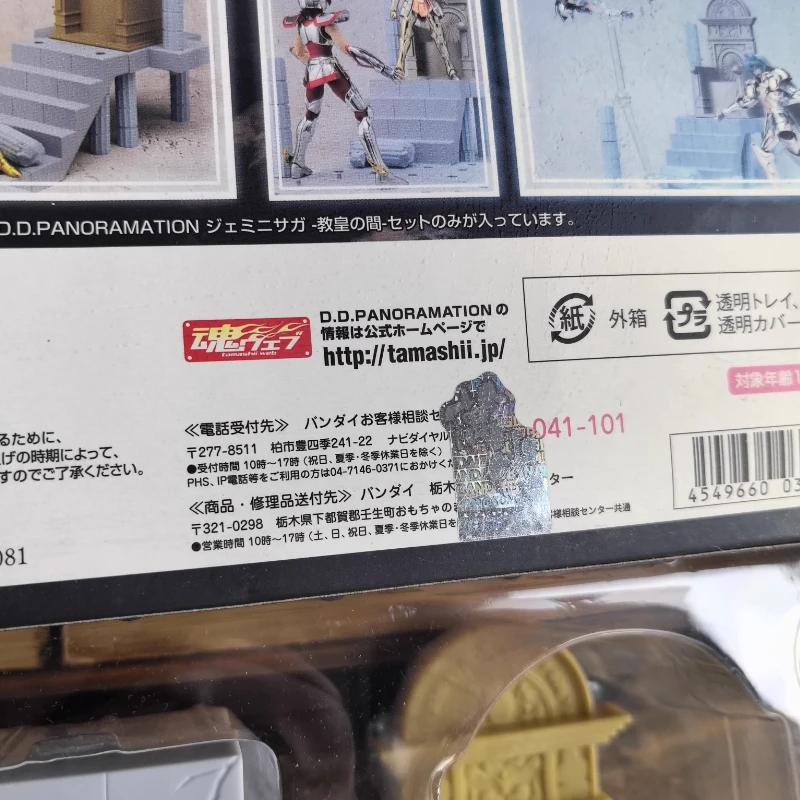 D.D.PANORAMATION ジェミニサガ -教皇の間-セットのみが入っています。
魂ウェブ
tamashii web
D.D.PANORAMATIONの
情報は公式ホームページで
http://tamashii.jp/
紙 外箱
プラ 透明トレイ、
透明カバー
対象年齢1
るために、
げの時期によって、
すのでご了承ください。
081
≪電話受付先≫ バンダイお客様相談セ
〒277-8511 柏市豊四季241-22 ナビダイヤル
041-101
●受付時間 10時~17時(祝日、夏季・冬季休業日を除く)
PHS、IP電話等をご利用の方は04-7146-0371におかけくだ
≪商品・修理品送付先≫ バンダイ 栃木
ター
〒321-0298 栃木県下都賀郡壬生町おもちゃの
●営業時間 10時~17時(土、日、祝日、夏季・冬季休業日を
客様相談センター共通
4549660 03